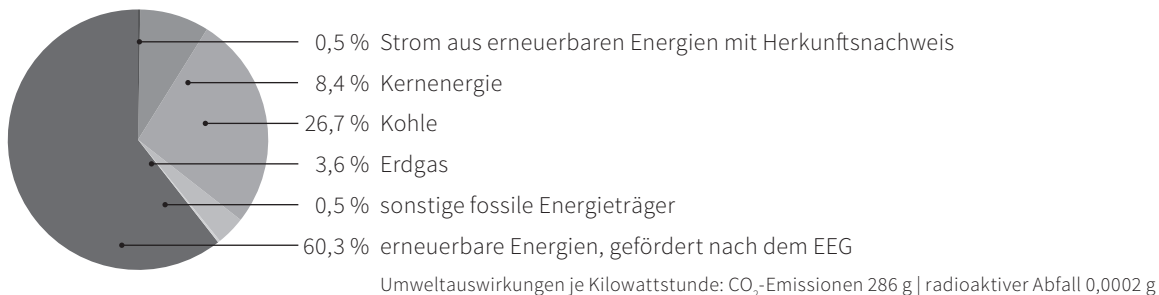 0,5 % Strom aus erneuerbaren Energien mit Herkunftsnachweis
8,4 % Kernenergie
26,7 % Kohle
3,6 % Erdgas
0,5 % sonstige fossile Energieträger
60,3 % erneuerbare Energien, gefördert nach dem EEG
Umweltauswirkungen je Kilowattstunde: CO₂-Emissionen 286 g | radioaktiver Abfall 0,0002 g